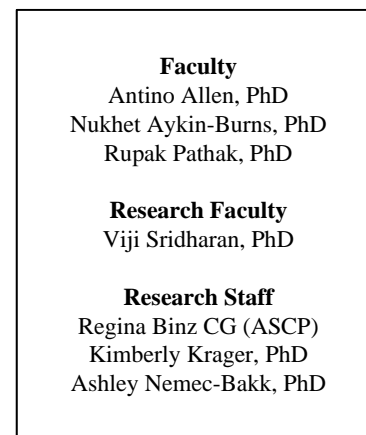 Faculty
Antino Allen, PhD
Nukhet Aykin-Burns, PhD
Rupak Pathak, PhD
Research Faculty
Viji Sridharan, PhD
Research Staff
Regina Binz CG (ASCP)
Kimberly Krager, PhD
Ashley Nemec-Bakk, PhD